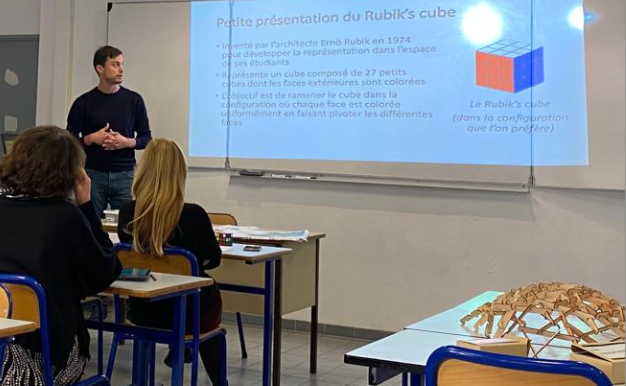 Petite présentation du Rubik's cube
• Inventé par l'architecte Ernö Rubik en 1974
pour développer la représentation dans l'espace
de ses étudiants
• Représente un cube composé de 27 petits
cubes dont les faces extérieures sont colorées
• L'objectif est de ramener le cube dans la
configuration où chaque face est colorée
uniformément en faisant pivoter les différentes
faces
Le Rubik's cube
(dans la configuration
que l'on préfère)